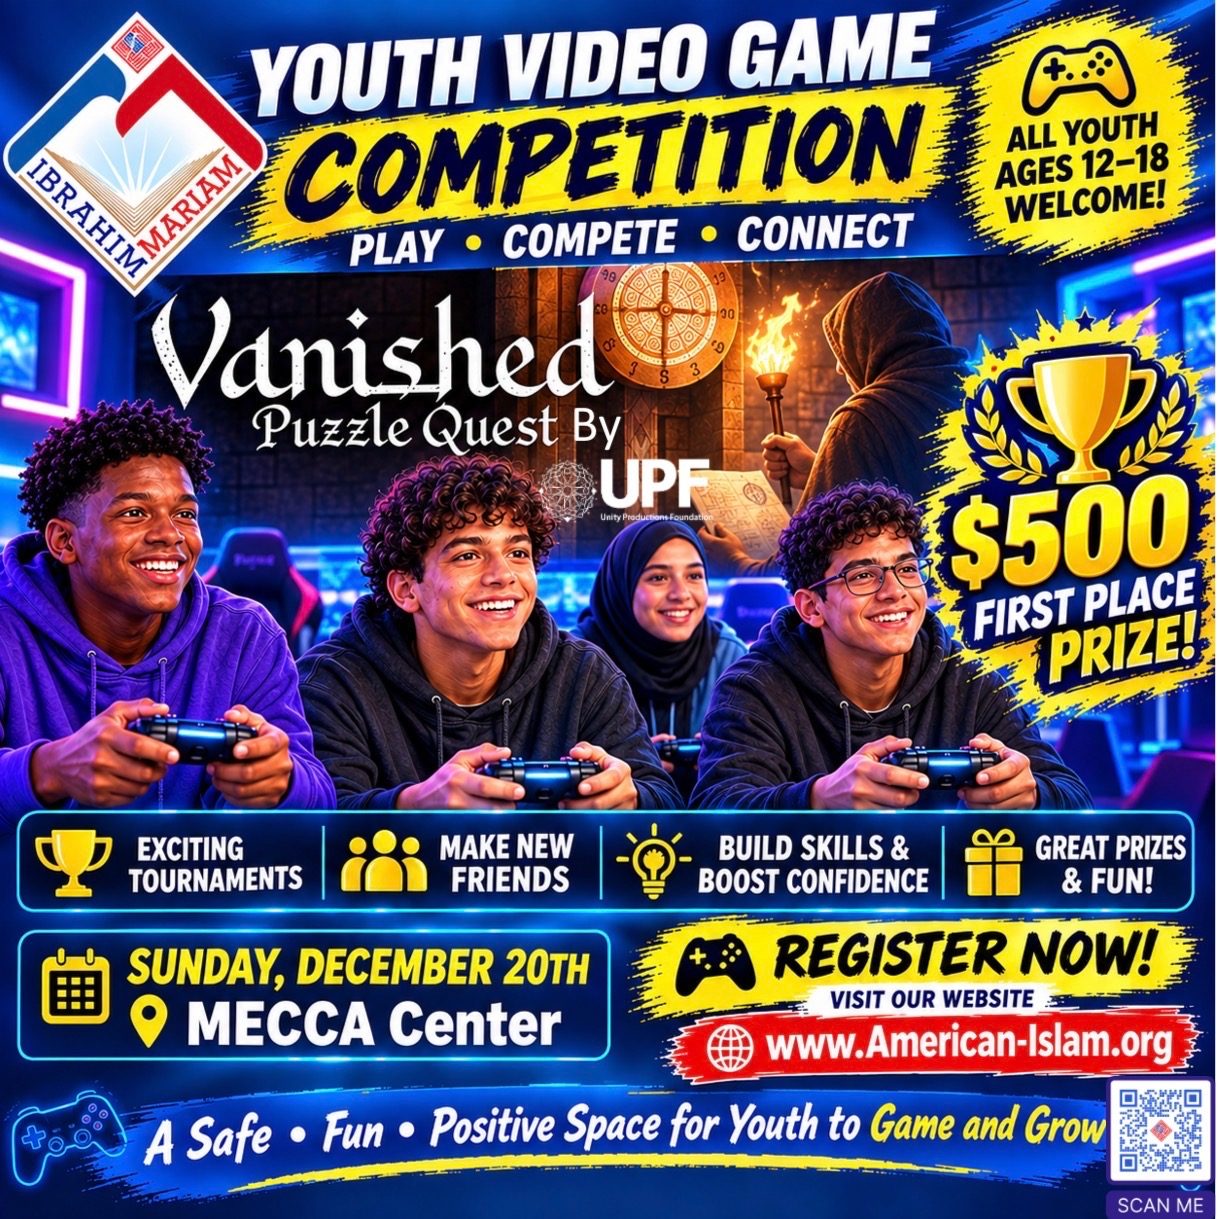 IBRAHIM
MARIAM
YOUTH VIDEO GAME
COMPETITION
PLAY • COMPETE • CONNECT
ALL YOUTH
AGES 12–18
WELCOME!
Vanished
Puzzle Quest By
UPF
Unity Productions Foundation
$500
FIRST PLACE
PRIZE!
EXCITING
TOURNAMENTS
MAKE NEW
FRIENDS
BUILD SKILLS &
BOOST CONFIDENCE
GREAT PRIZES
& FUN!
SUNDAY, DECEMBER 20TH
MECCA Center
REGISTER NOW!
VISIT OUR WEBSITE
www.American-Islam.org
A Safe • Fun • Positive Space for Youth to Game and Grow
SCAN ME